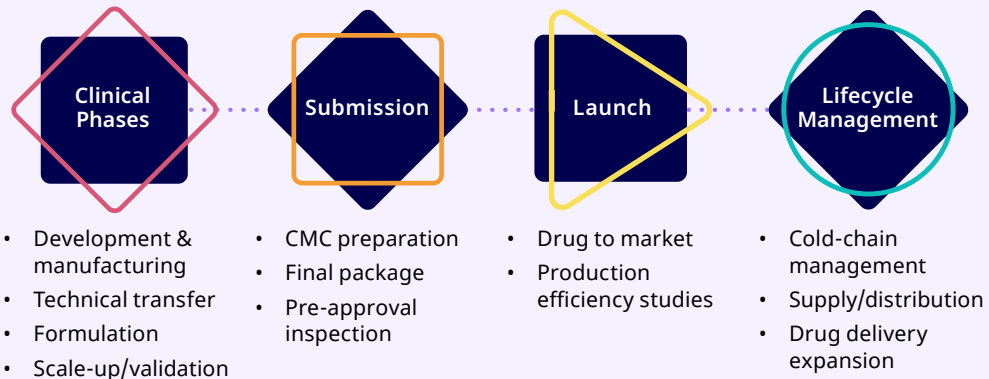 Clinical
Phases
Submission
Launch
Lifecycle
Management
• Development &
manufacturing
• Technical transfer
• Formulation
• Scale-up/validation
• CMC preparation
• Final package
• Pre-approval
inspection
• Drug to market
• Production
efficiency studies
• Cold-chain
management
• Supply/distribution
• Drug delivery
expansion